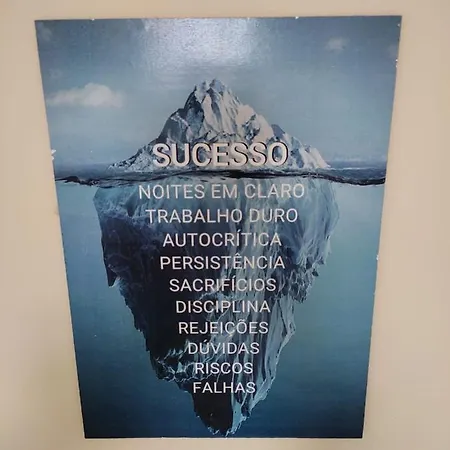 SUCESSO
NOITES EM CLARO
TRABALHO DURO
AUTOCRÍTICA
PERSISTÊNCIA
SACRIFÍCIOS
DISCIPLINA
REJEIÇÕES
DÚVIDAS
RISCOS
FALHAS